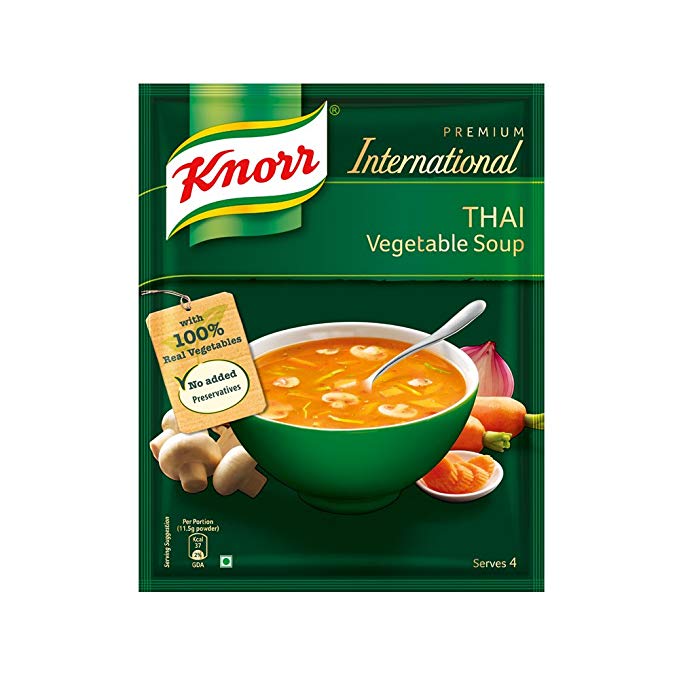 Knorr®
PREMIUM
International
THAI
Vegetable Soup
with
100%
Real Vegetables
No added
Preservatives
Serving Suggestion
Per Portion
(11.5g powder)
Kcal
37
2%
GDA
Serves 4